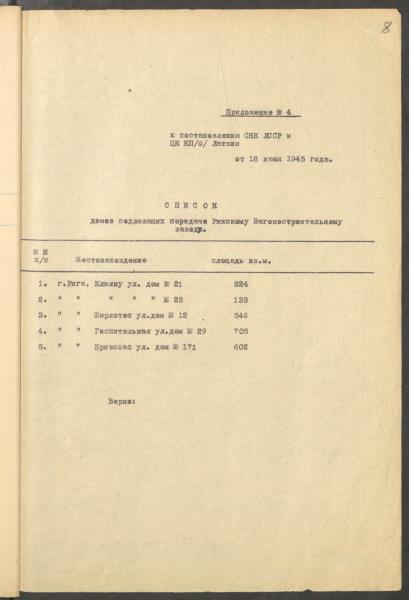 8
Приложение № 4
к постановлению СНК ЛССР и
ЦК КП/б/ Латвии
от 18 июня 1945 года.
С П И С О К
домов подлежащих передаче Рижскому Вагоностроительному
заводу.
№ №
п/п Местонахождение площадь кв.м.
1. г.Рига, Клияну ул. дом № 21 224
2. " " " " " № 23 133
3. " " Шарлотес ул.дом № 12 546
4. " " Госпитальная ул.дом № 29 705
5. " " Бривибас ул. дом № 171 602
Верно: